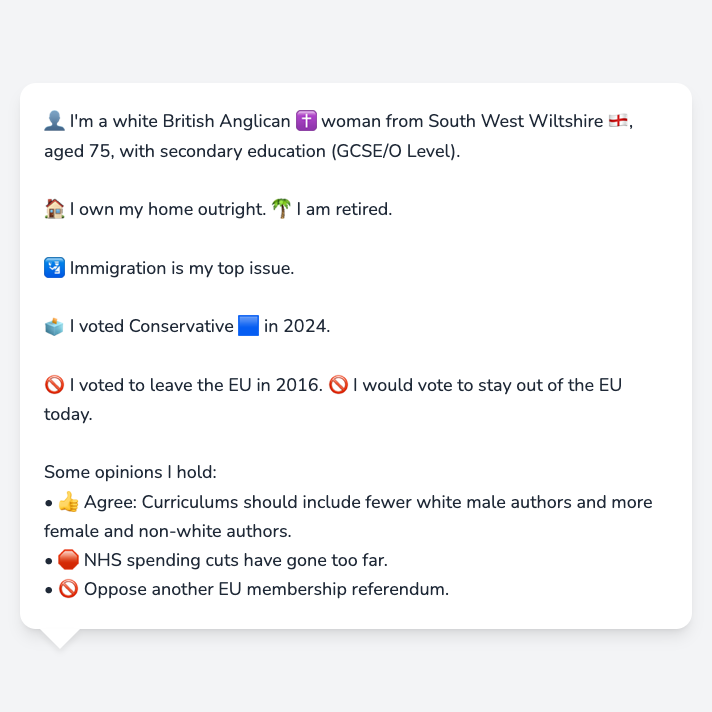 👤 I'm a white British Anglican ✝️ woman from South West Wiltshire 🏴󠁧󠁢󠁥󠁮󠁧󠁿,
aged 75, with secondary education (GCSE/O Level).
🏠 I own my home outright. 🌴 I am retired.
🛂 Immigration is my top issue.
🗳️ I voted Conservative 🟦 in 2024.
🚫 I voted to leave the EU in 2016. 🚫 I would vote to stay out of the EU
today.
Some opinions I hold:
• 👍 Agree: Curriculums should include fewer white male authors and more
female and non-white authors.
• 🛑 NHS spending cuts have gone too far.
• 🚫 Oppose another EU membership referendum.